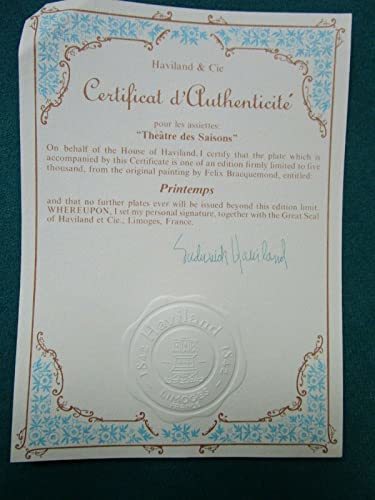 Haviland & Cie
Certificat d'Authenticité
pour les assiettes:
"Théâtre des Saisons"
On behalf of the House of Haviland, I certify that the plate which is
accompanied by this Certificate is one of an edition firmly limited to five
thousand, from the original painting by Felix Bracquemond, entitled:
Printemps
and that no further plates ever will be issued beyond this edition limit.
WHEREUPON, I set my personal signature, together with the Great Seal
of Haviland et Cie., Limoges, France.
Haviland
Haviland
LIMOGES